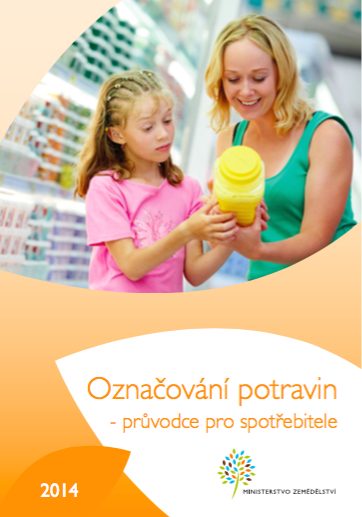 Označování potravin
- průvodce pro spotřebitele
MINISTERSTVO ZEMĚDĚLSTVÍ
2014